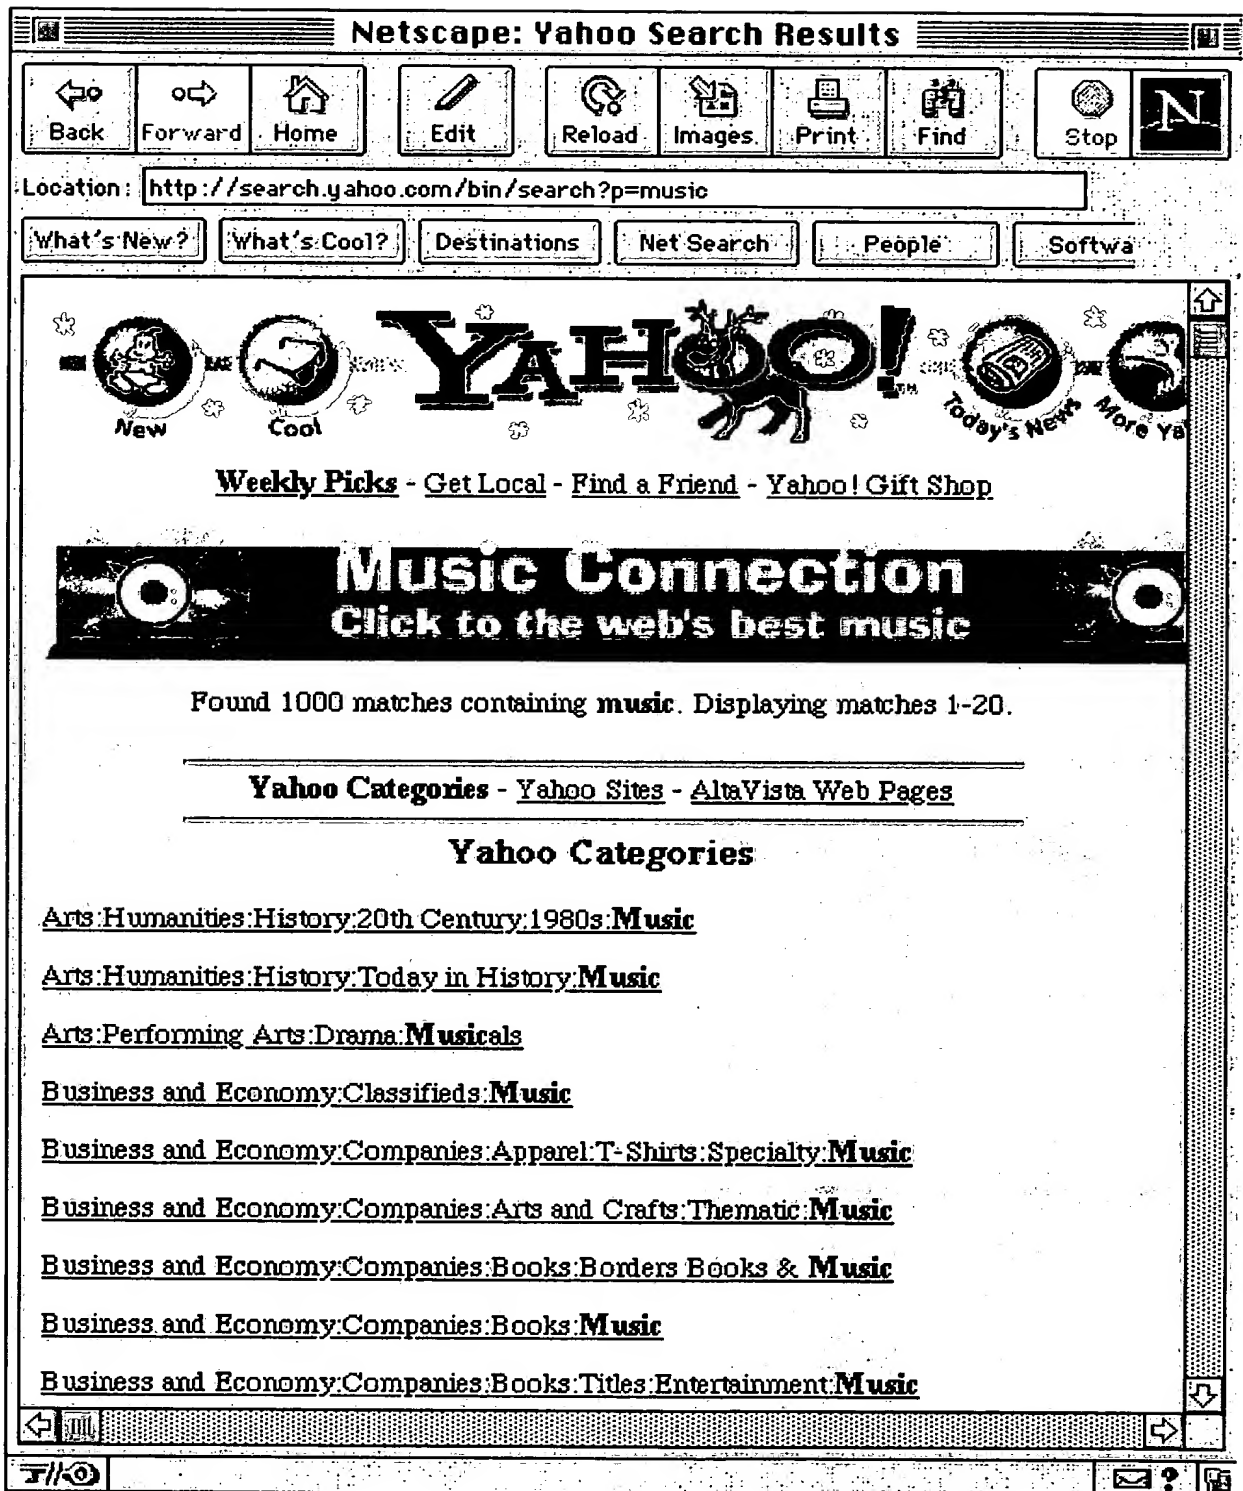 Netscape: Yahoo Search Results
Back Forward Home Edit Reload Images Print Find Stop N
Location: http://search.yahoo.com/bin/search?p=music
What's New? What's Cool? Destinations Net Search People Softwa
YAHOO!
New Cool Today's News More Ya
Weekly Picks - Get Local - Find a Friend - Yahoo! Gift Shop
Music Connection
Click to the web's best music
Found 1000 matches containing music. Displaying matches 1-20.
Yahoo Categories - Yahoo Sites - AltaVista Web Pages
Yahoo Categories
Arts:Humanities:History:20th Century:1980s:Music
Arts:Humanities:History:Today in History:Music
Arts:Performing Arts:Drama:Musicals
Business and Economy:Classifieds:Music
Business and Economy:Companies:Apparel:T-Shirts:Specialty:Music
Business and Economy:Companies:Arts and Crafts:Thematic:Music
Business and Economy:Companies:Books:Borders Books & Music
Business and Economy:Companies:Books:Music
Business and Economy:Companies:Books:Titles:Entertainment:Music